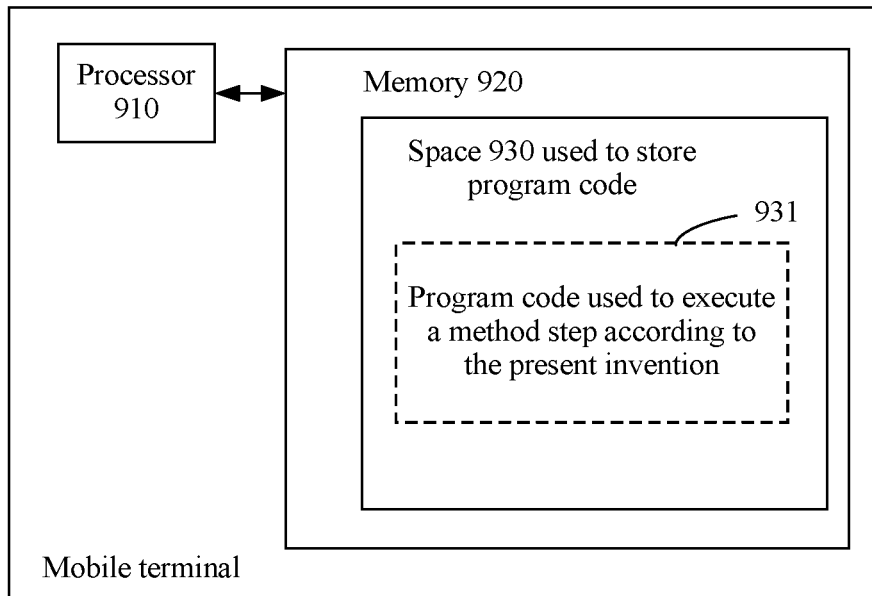 Processor
910
Memory 920
Space 930 used to store
program code
931
Program code used to execute
a method step according to
the present invention
Mobile terminal